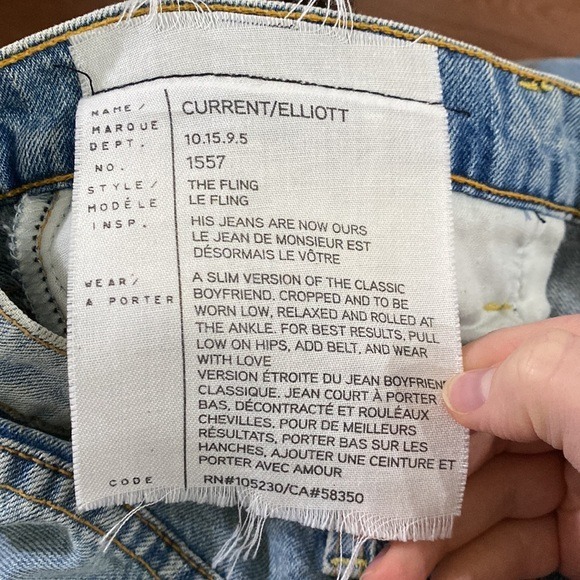 NAME/ CURRENT/ELLIOTT
MARQUE
DEPT. 10.15.9.5
NO. 1557
STYLE/ THE FLING
MODÈLE LE FLING
INSP. HIS JEANS ARE NOW OURS
LE JEAN DE MONSIEUR EST
DÉSORMAIS LE VÔTRE
WEAR/ A SLIM VERSION OF THE CLASSIC
À PORTER BOYFRIEND. CROPPED AND TO BE
WORN LOW, RELAXED AND ROLLED AT
THE ANKLE. FOR BEST RESULTS, PULL
LOW ON HIPS, ADD BELT, AND WEAR
WITH LOVE
VERSION ÉTROITE DU JEAN BOYFRIEND
CLASSIQUE. JEAN COURT À PORTER
BAS, DÉCONTRACTÉ ET ROULÉAUX
CHEVILLES. POUR DE MEILLEURS
RÉSULTATS, PORTER BAS SUR LES
HANCHES, AJOUTER UNE CEINTURE ET
PORTER AVEC AMOUR
CODE RN#105230/CA#58350